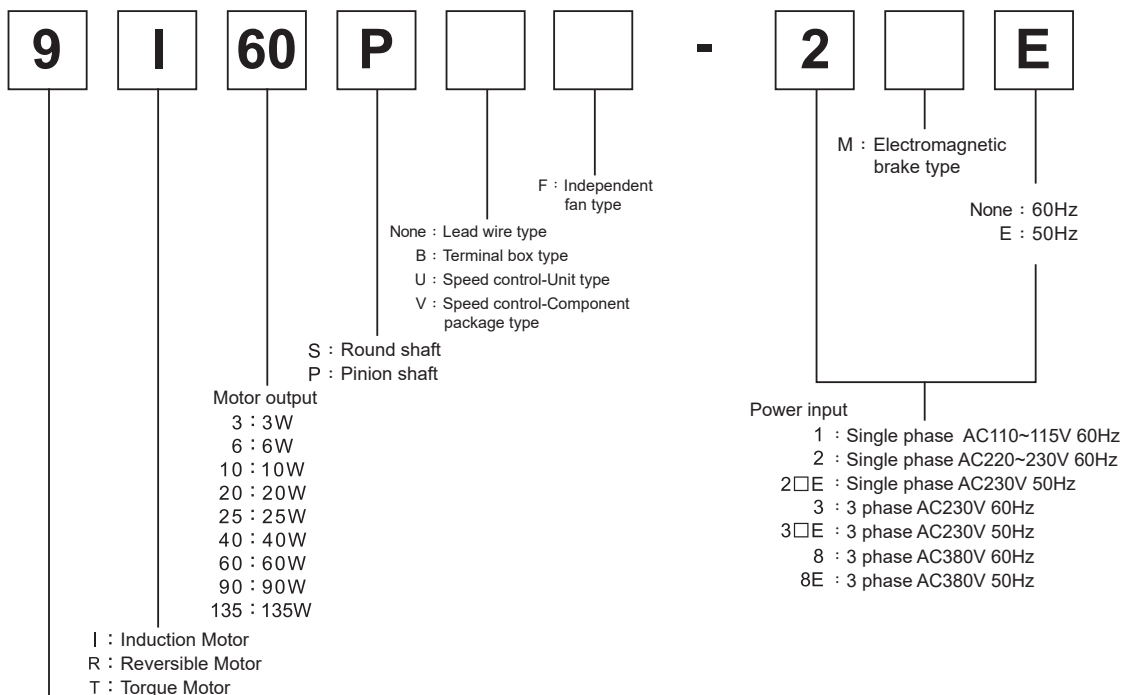 9 I 60 P - 2 E
M : Electromagnetic
brake type
F : Independent
fan type
None : 60Hz
E : 50Hz
None : Lead wire type
B : Terminal box type
U : Speed control-Unit type
V : Speed control-Component
package type
S : Round shaft
P : Pinion shaft
Motor output
3 : 3W
6 : 6W
10 : 10W
20 : 20W
25 : 25W
40 : 40W
60 : 60W
90 : 90W
135 : 135W
Power input
1 : Single phase AC110~115V 60Hz
2 : Single phase AC220~230V 60Hz
2□E : Single phase AC230V 50Hz
3 : 3 phase AC230V 60Hz
3□E : 3 phase AC230V 50Hz
8 : 3 phase AC380V 60Hz
8E : 3 phase AC380V 50Hz
I : Induction Motor
R : Reversible Motor
T : Torque Motor